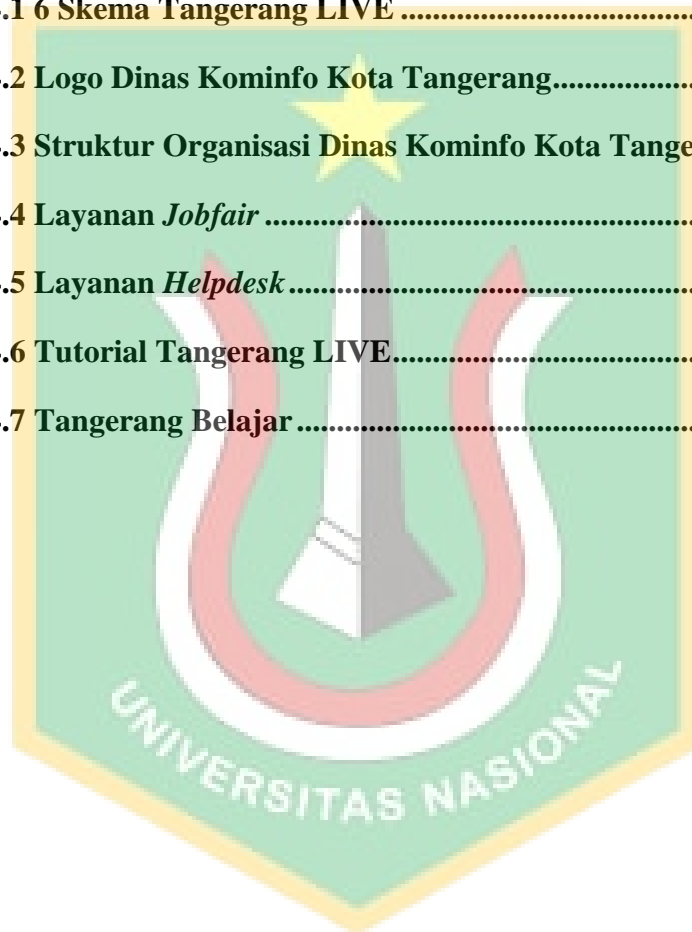 .1 6 Skema Tangerang LIVE ................................
.2 Logo Dinas Kominfo Kota Tangerang................
.3 Struktur Organisasi Dinas Kominfo Kota Tange
.4 Layanan Jobfair ................................................
.5 Layanan Helpdesk .............................................
.6 Tutorial Tangerang LIVE..................................
.7 Tangerang Belajar .............................................
UNIVERSITAS NASIONAL